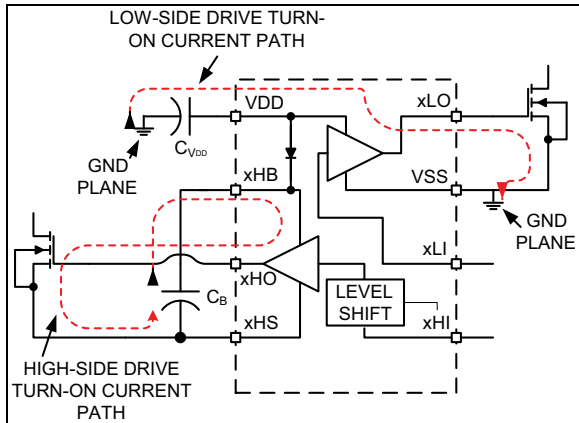 LOW-SIDE DRIVE TURN-
ON CURRENT PATH
VDD
xLO
CVDD
GND
PLANE
xHB
VSS
GND
PLANE
xHO
xLI
CB
LEVEL
SHIFT
xHS
xHI
HIGH-SIDE DRIVE
TURN-ON CURRENT
PATH